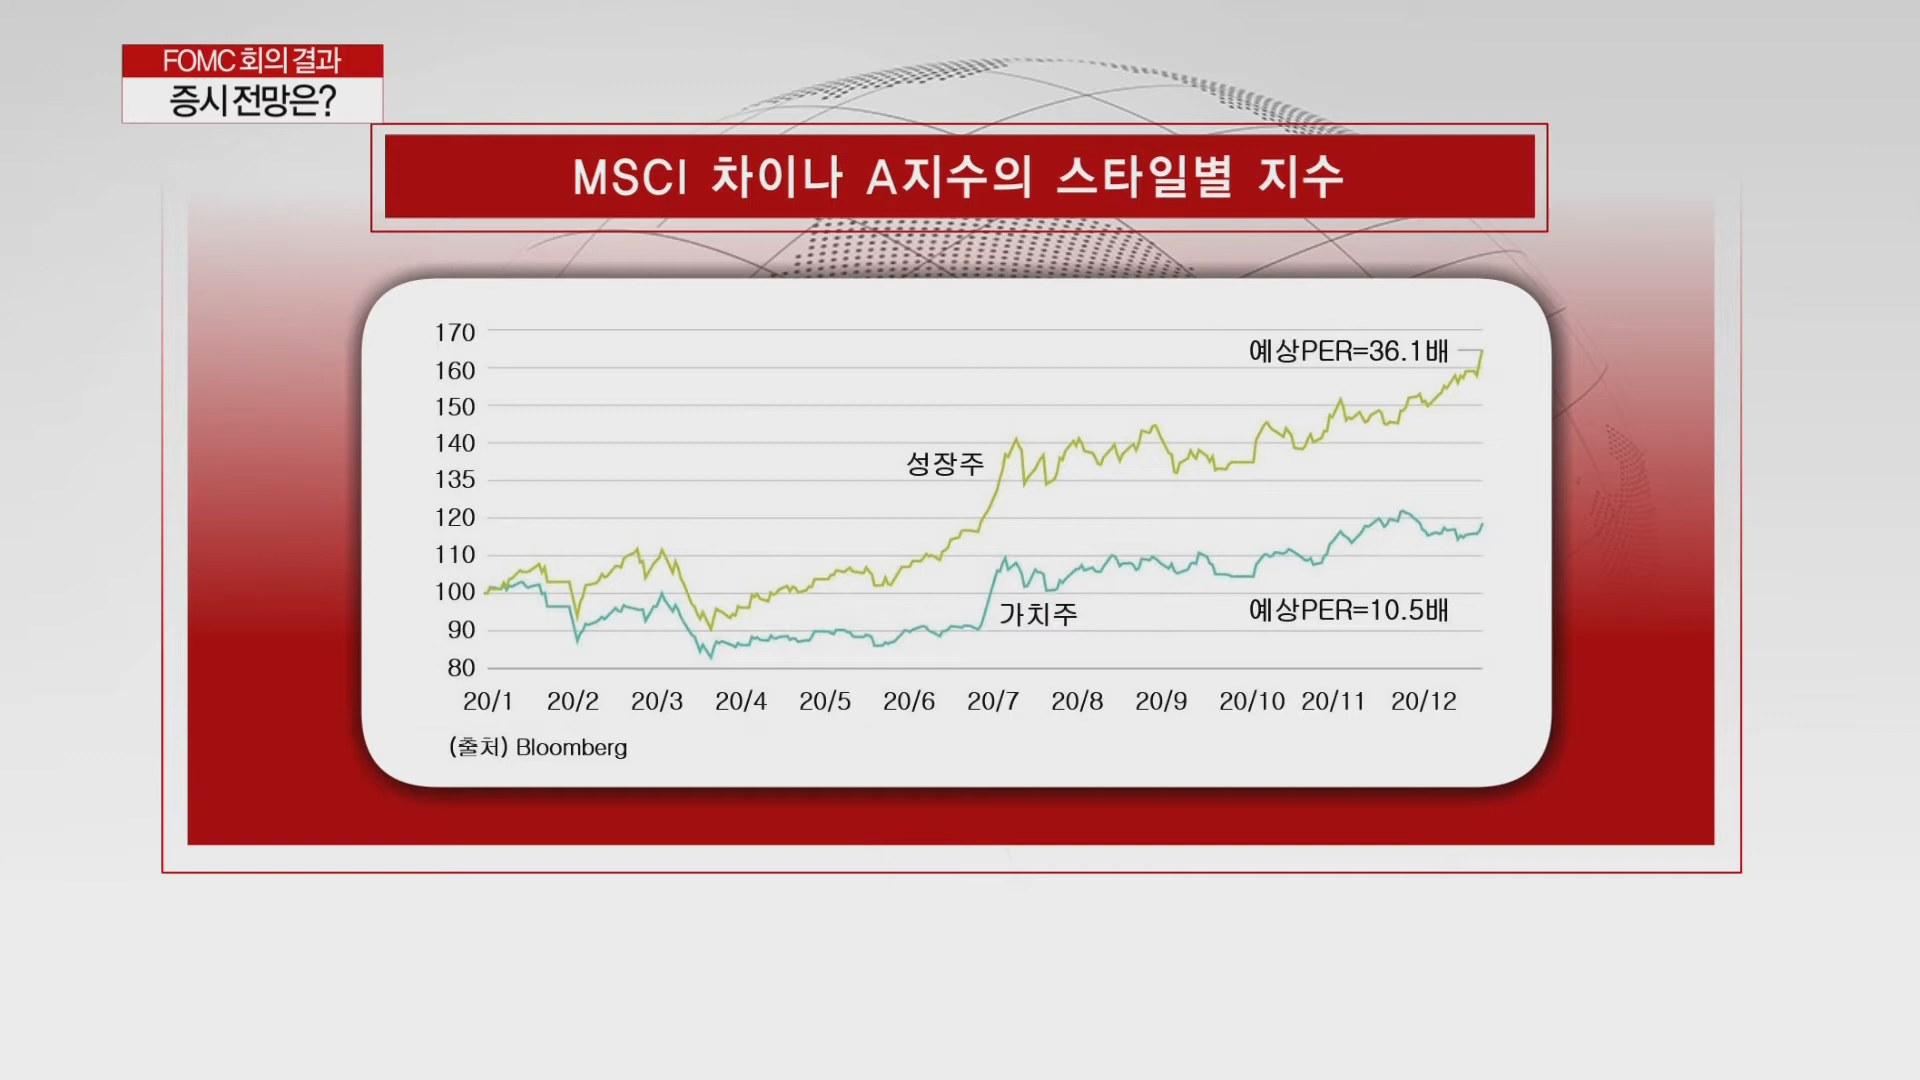 FOMC 회의 결과
증시 전망은?
MSCI 차이나 A지수의 스타일별 지수
170
160
150
140
135
120
110
100
90
80
예상PER=36.1배
성장주
가치주
예상PER=10.5배
20/1 20/2 20/3 20/4 20/5 20/6 20/7 20/8 20/9 20/10 20/11 20/12
(출처) Bloomberg